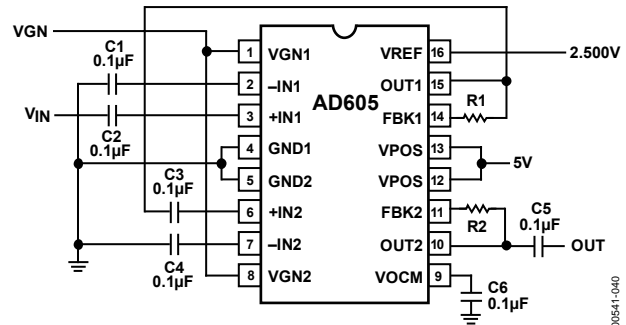 VGN
C1
0.1µF
VIN
C2
0.1µF
C3
0.1µF
C4
0.1µF
AD605
1 VGN1
2 –IN1
3 +IN1
4 GND1
5 GND2
6 +IN2
7 –IN2
8 VGN2
VREF 16
OUT1 15
FBK1 14
VPOS 13
VPOS 12
FBK2 11
OUT2 10
VOCM 9
2.500V
R1
5V
R2
C5
0.1µF
OUT
C6
0.1µF
00541-040